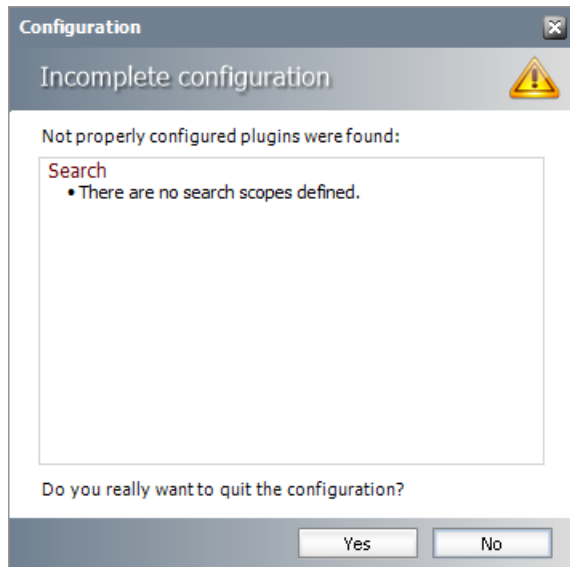 Configuration
Incomplete configuration
Not properly configured plugins were found:
Search
• There are no search scopes defined.
Do you really want to quit the configuration?
Yes No